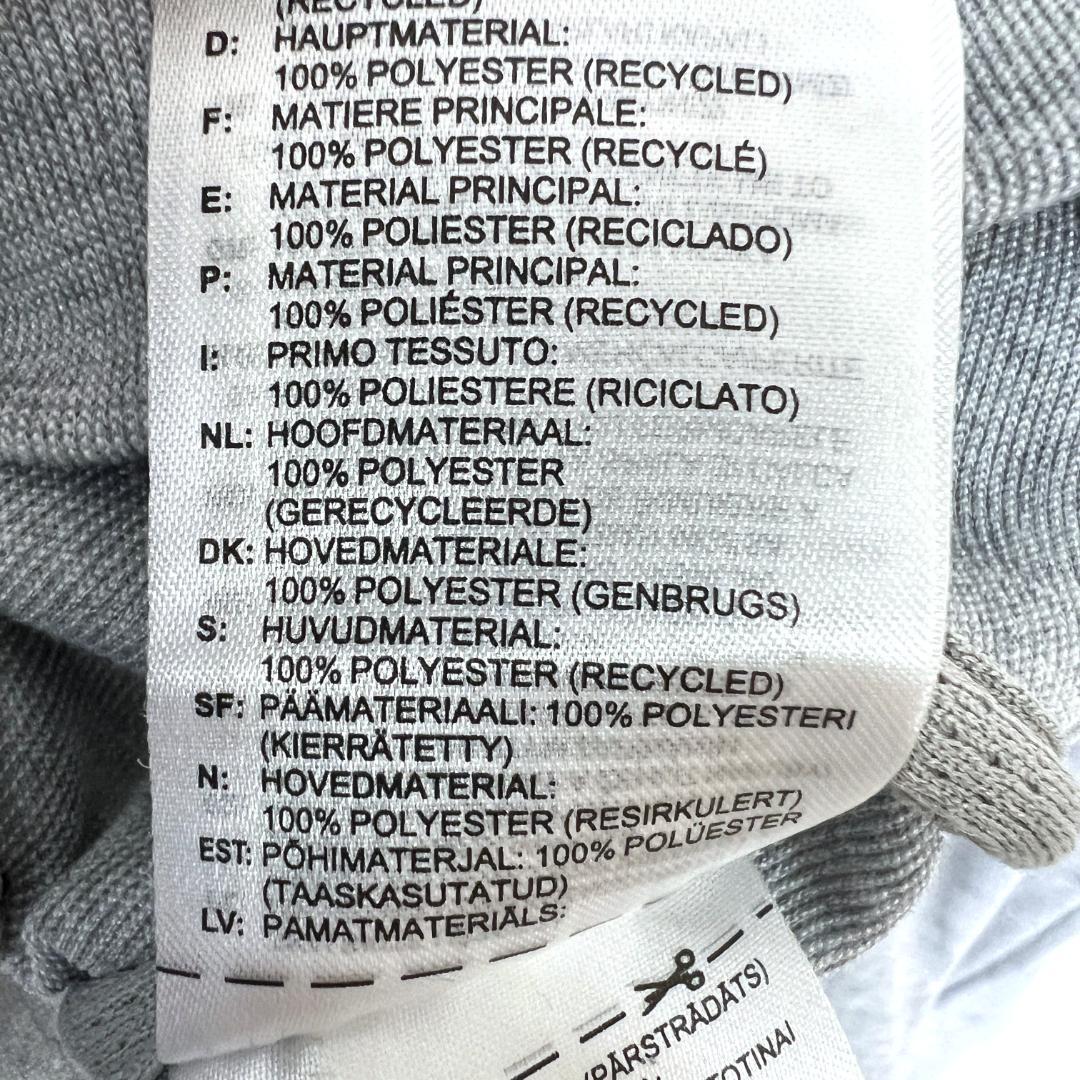 (RECYCLED)
D: HAUPTMATERIAL:
100% POLYESTER (RECYCLED)
F: MATIERE PRINCIPALE:
100% POLYESTER (RECYCLÉ)
E: MATERIAL PRINCIPAL:
100% POLIESTER (RECICLADO)
P: MATERIAL PRINCIPAL:
100% POLIÉSTER (RECYCLED)
I: PRIMO TESSUTO:
100% POLIESTERE (RICICLATO)
NL: HOOFDMATERIAAL:
100% POLYESTER
(GERECYCLEERDE)
DK: HOVEDMATERIALE:
100% POLYESTER (GENBRUGS)
S: HUVUDMATERIAL:
100% POLYESTER (RECYCLED)
SF: PÄÄMATERIAALI: 100% POLYESTERI
(KIERRÄTETTY)
N: HOVEDMATERIAL:
100% POLYESTER (RESIRKULERT)
EST: PÕHIMATERJAL: 100% POLÜESTER
(TAASKASUTATUD)
LV: PAMATMATERIĀLS:
(PĀRSTRĀDĀTS)